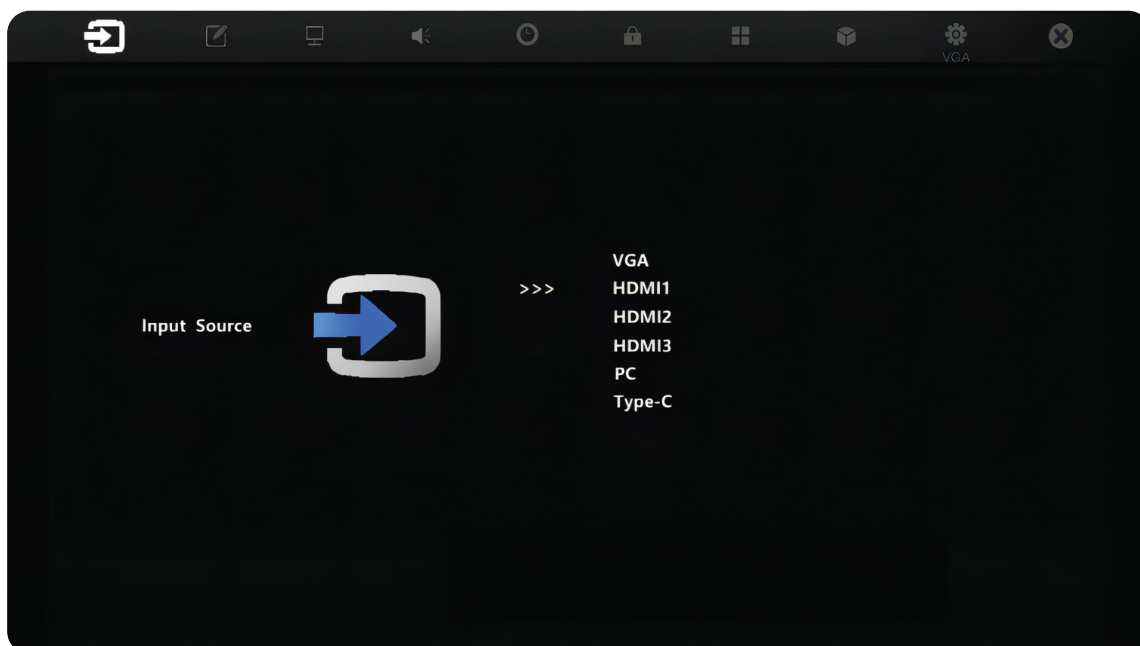 VGA
Input Source
>>>
VGA
HDMI1
HDMI2
HDMI3
PC
Type-C